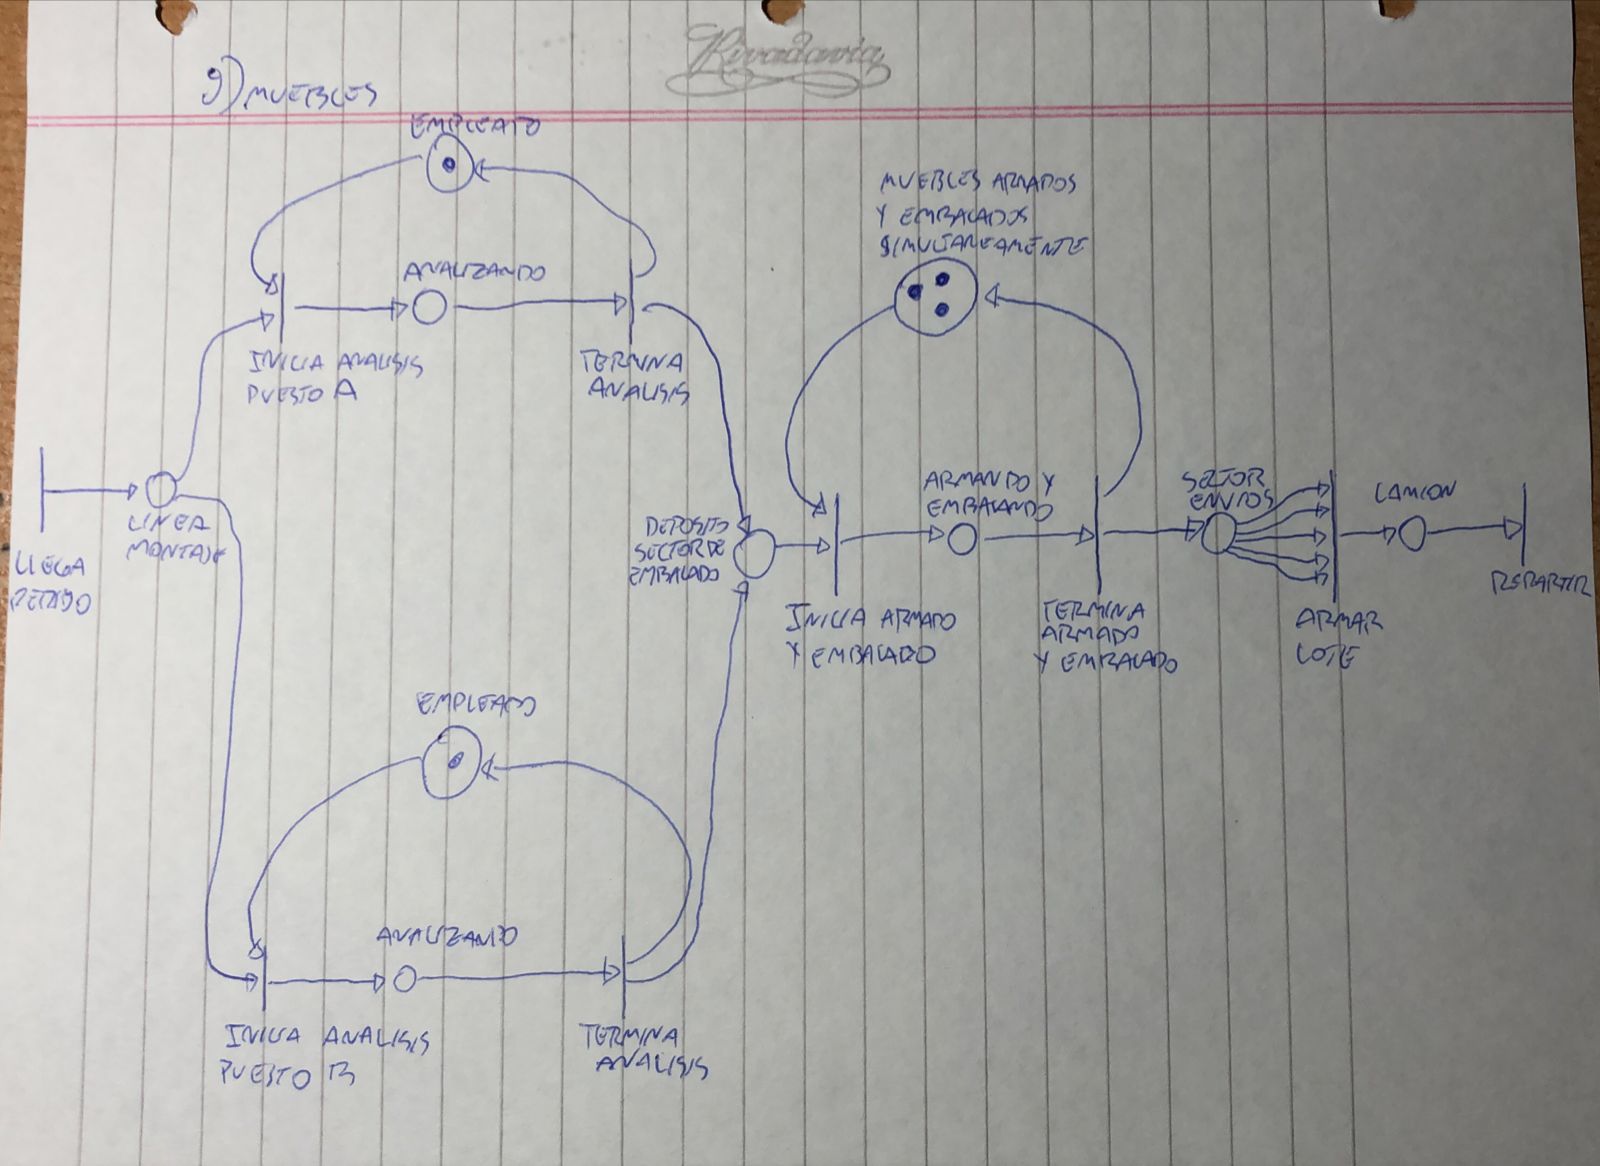 Rivadavia
9) MUEBLES
EMPLEADO
MUEBLES ARMADOS
Y EMBALADOS
SIMULTANEAMENTE
ANALIZANDO
INICIA ANALISIS
PUESTO A
TERMINA
ANALISIS
LLEGA
PEDIDO
LINEA
MONTAJE
DEPOSITO
SECTOR DE
EMBALADO
ARMANDO Y
EMBALANDO
SECTOR
ENVIOS
CAMION
INICIA ARMADO
Y EMBALADO
TERMINA
ARMADO
Y EMBALADO
ARMAR
LOTE
REPARTIR
EMPLEADO
ANALIZANDO
INICIA ANALISIS
PUESTO B
TERMINA
ANALISIS